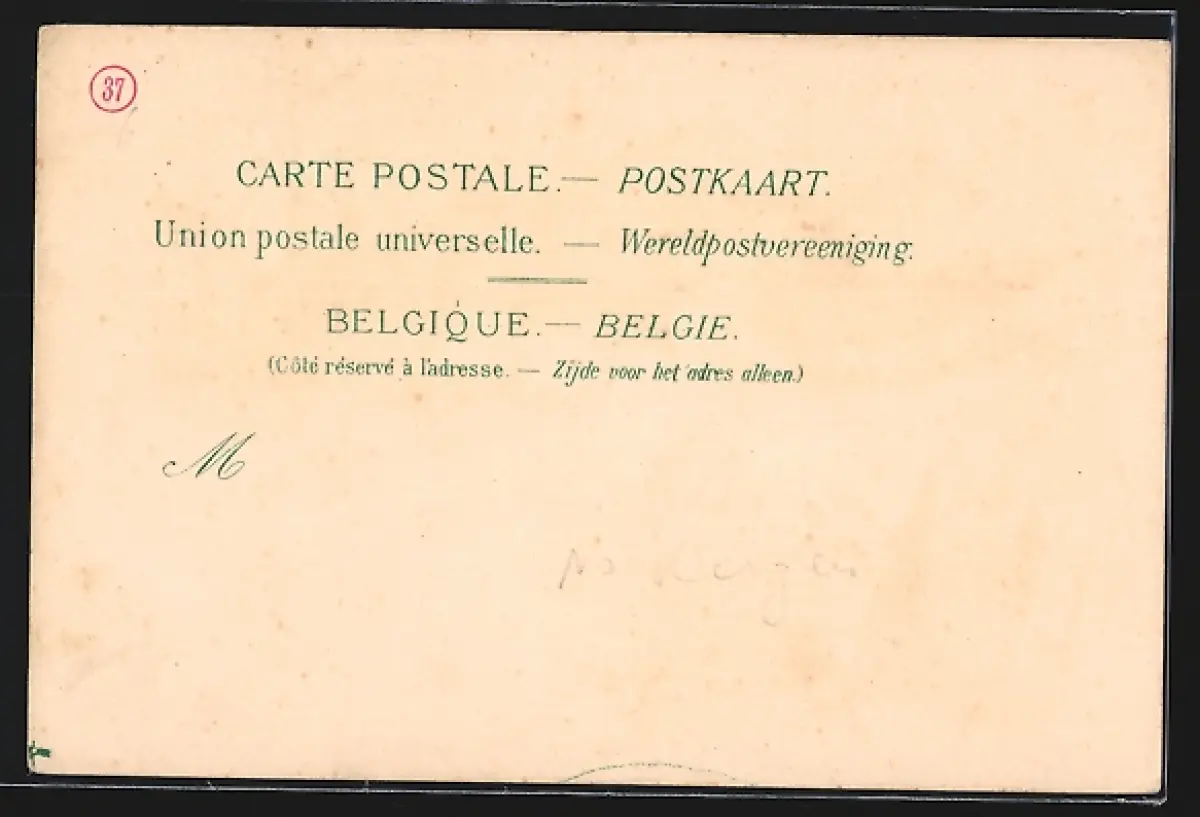 37
CARTE POSTALE. — POSTKAART.
Union postale universelle. — Wereldpostvereeniging.
BELGIQUE. — BELGIE.
(Côté réservé à l'adresse. — Zijde voor het adres alleen.)
M